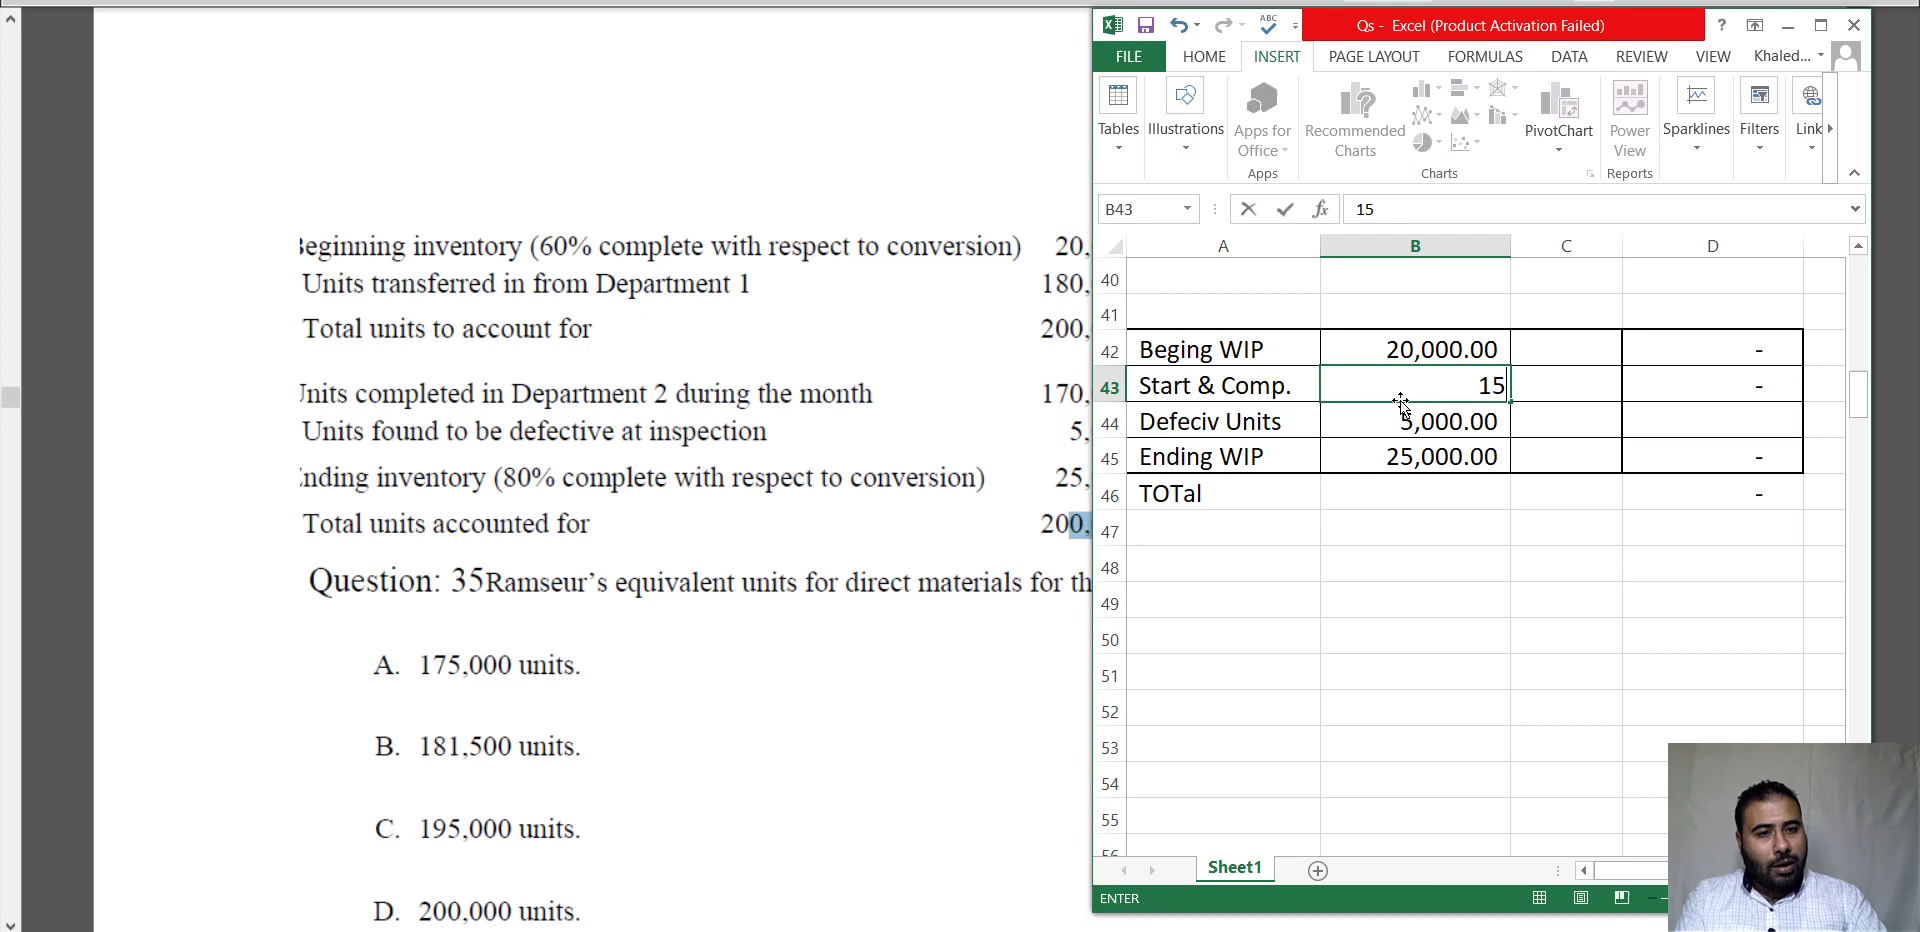 Beginning inventory (60% complete with respect to conversion) 20,
Units transferred in from Department 1 180,
Total units to account for 200,
Units completed in Department 2 during the month 170,
Units found to be defective at inspection 5,
Ending inventory (80% complete with respect to conversion) 25,
Total units accounted for 200,
Question: 35Ramseur's equivalent units for direct materials for th
A. 175,000 units.
B. 181,500 units.
C. 195,000 units.
D. 200,000 units.
ABC
Qs - Excel (Product Activation Failed)
?
FILE HOME INSERT PAGE LAYOUT FORMULAS DATA REVIEW VIEW Khaled...
Tables Illustrations Apps for Office Recommended Charts PivotChart Power View Sparklines Filters Link
Apps Charts Reports
B43 fx 15
A B C D
40
41
42 Beging WIP 20,000.00 -
43 Start & Comp. 15 -
44 Defeciv Units 5,000.00
45 Ending WIP 25,000.00 -
46 TOTal -
47
48
49
50
51
52
53
54
55
56
Sheet1
ENTER